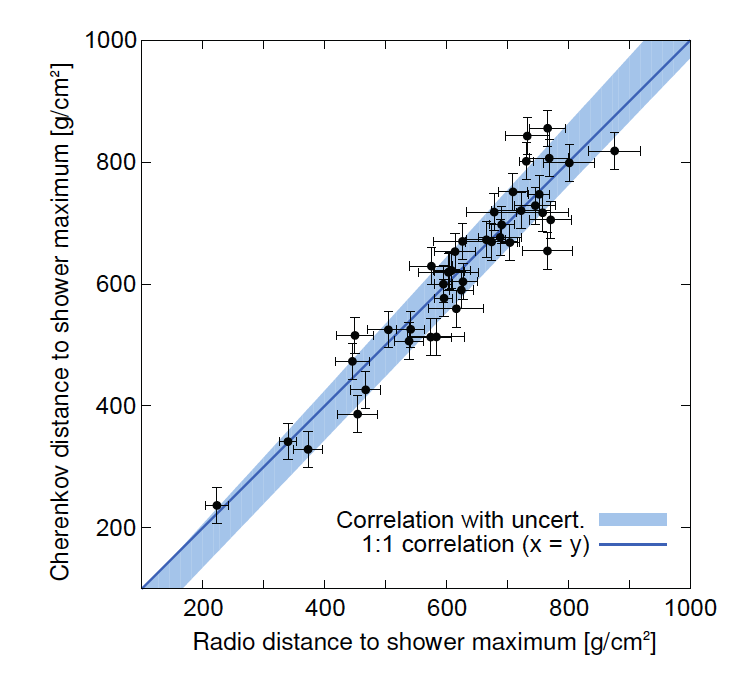 1000
800
600
400
200
Cherenkov distance to shower maximum [g/cm²]
Correlation with uncert.
1:1 correlation (x = y)
200 400 600 800 1000
Radio distance to shower maximum [g/cm²]